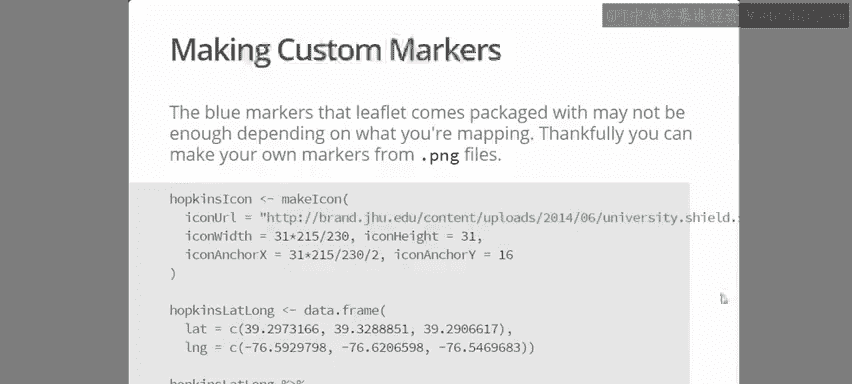 Making Custom Markers
The blue markers that leaflet comes packaged with may not be
enough depending on what you're mapping. Thankfully you can
make your own markers from .png files.
hopkinsIcon <- makeIcon(
  iconUrl = "http://brand.jhu.edu/content/uploads/2014/06/university.shield.s
  iconWidth = 31*215/230, iconHeight = 31,
  iconAnchorX = 31*215/230/2, iconAnchorY = 16
)
hopkinsLatLong <- data.frame(
  lat = c(39.2973166, 39.3288851, 39.2906617),
  lng = c(-76.5929798, -76.6206598, -76.5469683))
hopkinsLatLong %>%